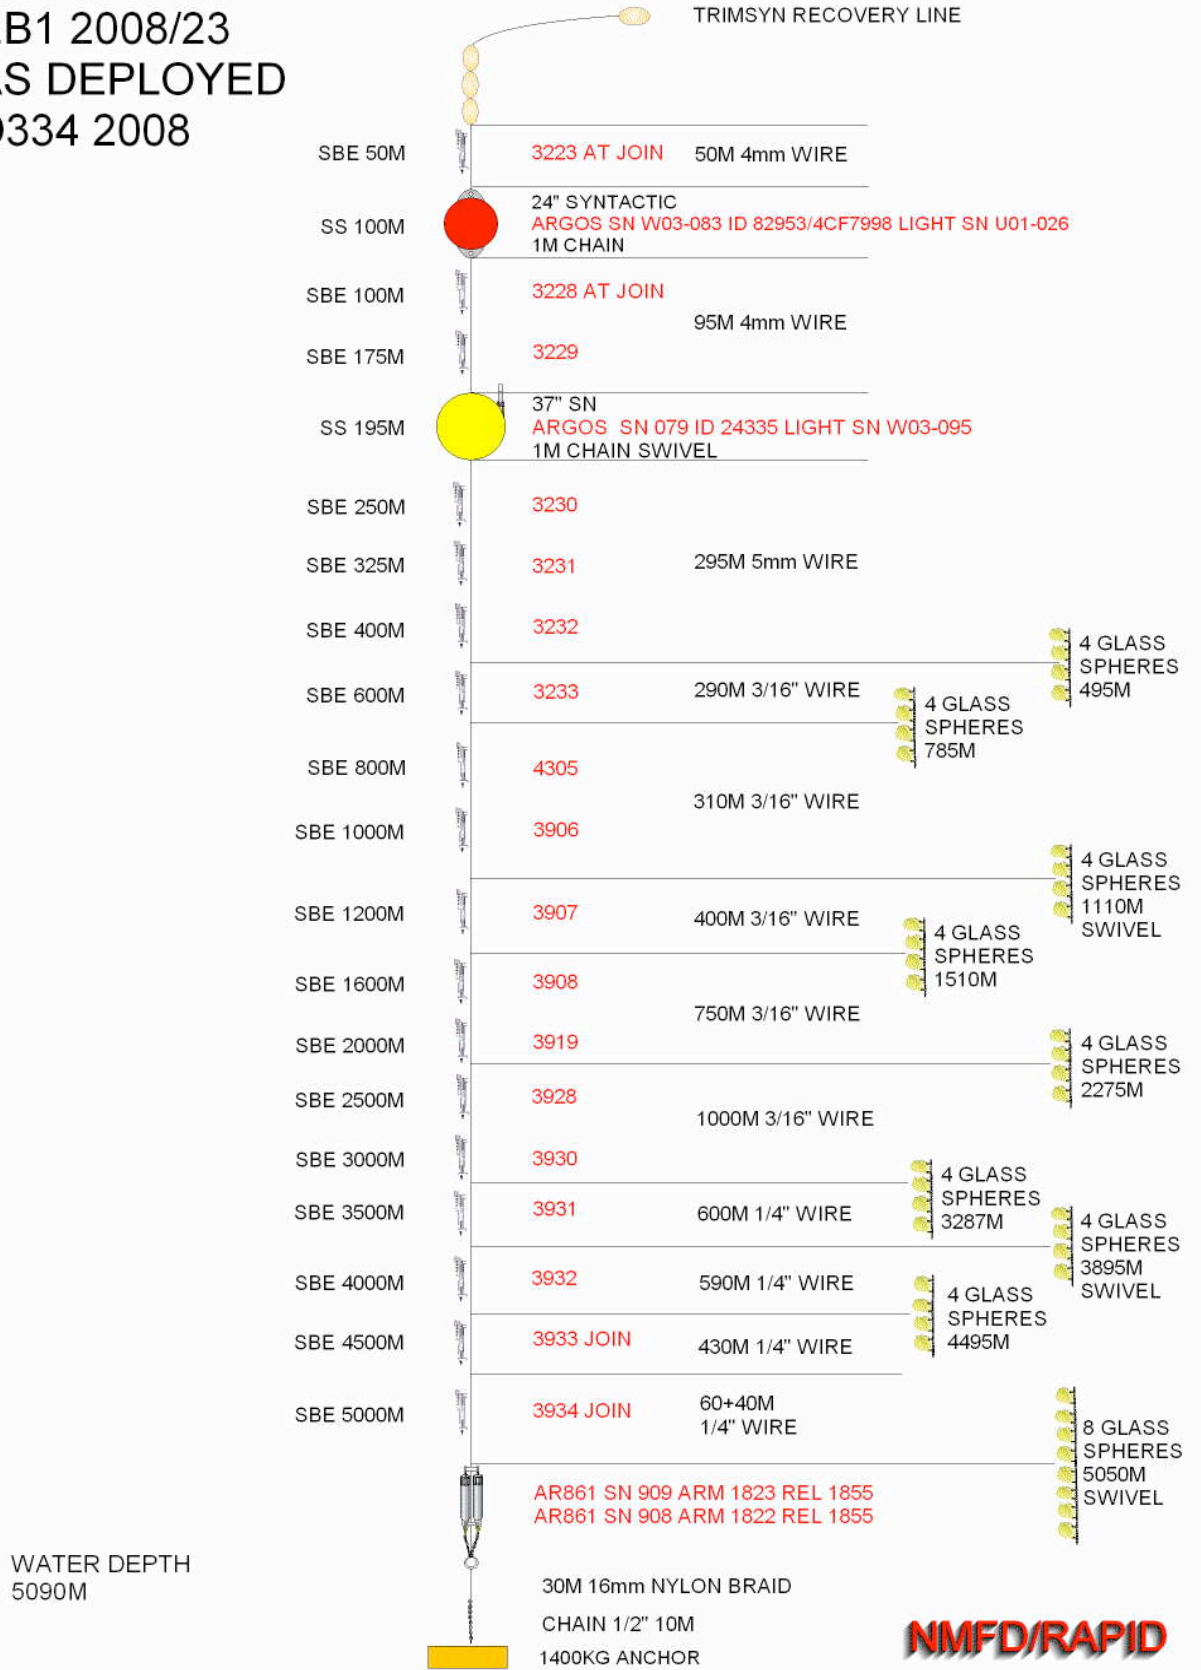 B1 2008/23
S DEPLOYED
334 2008
TRIMSYN RECOVERY LINE
SBE 50M 3223 AT JOIN 50M 4mm WIRE
24" SYNTACTIC
SS 100M ARGOS SN W03-083 ID 82953/4CF7998 LIGHT SN U01-026
1M CHAIN
SBE 100M 3228 AT JOIN
95M 4mm WIRE
SBE 175M 3229
37" SN
SS 195M ARGOS SN 079 ID 24335 LIGHT SN W03-095
1M CHAIN SWIVEL
SBE 250M 3230
SBE 325M 3231 295M 5mm WIRE
SBE 400M 3232
4 GLASS
SPHERES
495M
SBE 600M 3233 290M 3/16" WIRE
4 GLASS
SPHERES
785M
SBE 800M 4305
310M 3/16" WIRE
SBE 1000M 3906
4 GLASS
SPHERES
1110M
SWIVEL
SBE 1200M 3907 400M 3/16" WIRE
4 GLASS
SPHERES
1510M
SBE 1600M 3908
750M 3/16" WIRE
SBE 2000M 3919
4 GLASS
SPHERES
2275M
SBE 2500M 3928
1000M 3/16" WIRE
SBE 3000M 3930
4 GLASS
SPHERES
3287M
SBE 3500M 3931 600M 1/4" WIRE
4 GLASS
SPHERES
3895M
SWIVEL
SBE 4000M 3932 590M 1/4" WIRE
4 GLASS
SPHERES
4495M
SBE 4500M 3933 JOIN 430M 1/4" WIRE
SBE 5000M 3934 JOIN 60+40M
1/4" WIRE
8 GLASS
SPHERES
5050M
SWIVEL
AR861 SN 909 ARM 1823 REL 1855
AR861 SN 908 ARM 1822 REL 1855
WATER DEPTH
5090M
30M 16mm NYLON BRAID
CHAIN 1/2" 10M
1400KG ANCHOR
NMFD/RAPID